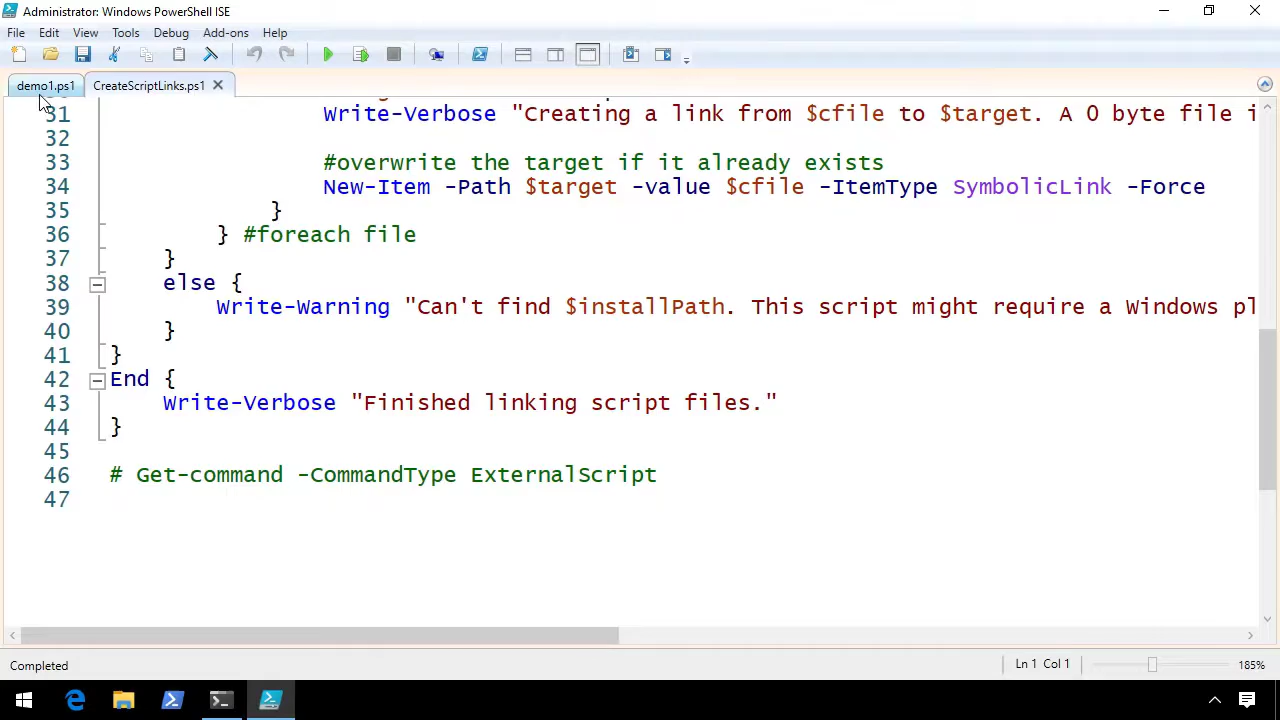 Administrator: Windows PowerShell ISE
File Edit View Tools Debug Add-ons Help
demo1.ps1 CreateScriptLinks.ps1
31 Write-Verbose "Creating a link from $cfile to $target. A 0 byte file i
32
33 #overwrite the target if it already exists
34 New-Item -Path $target -value $cfile -ItemType SymbolicLink -Force
35 }
36 } #foreach file
37 }
38 else {
39 Write-Warning "Can't find $installPath. This script might require a Windows pl
40 }
41 }
42 End {
43 Write-Verbose "Finished linking script files."
44 }
45
46 # Get-command -CommandType ExternalScript
47
Completed Ln 1 Col 1 185%